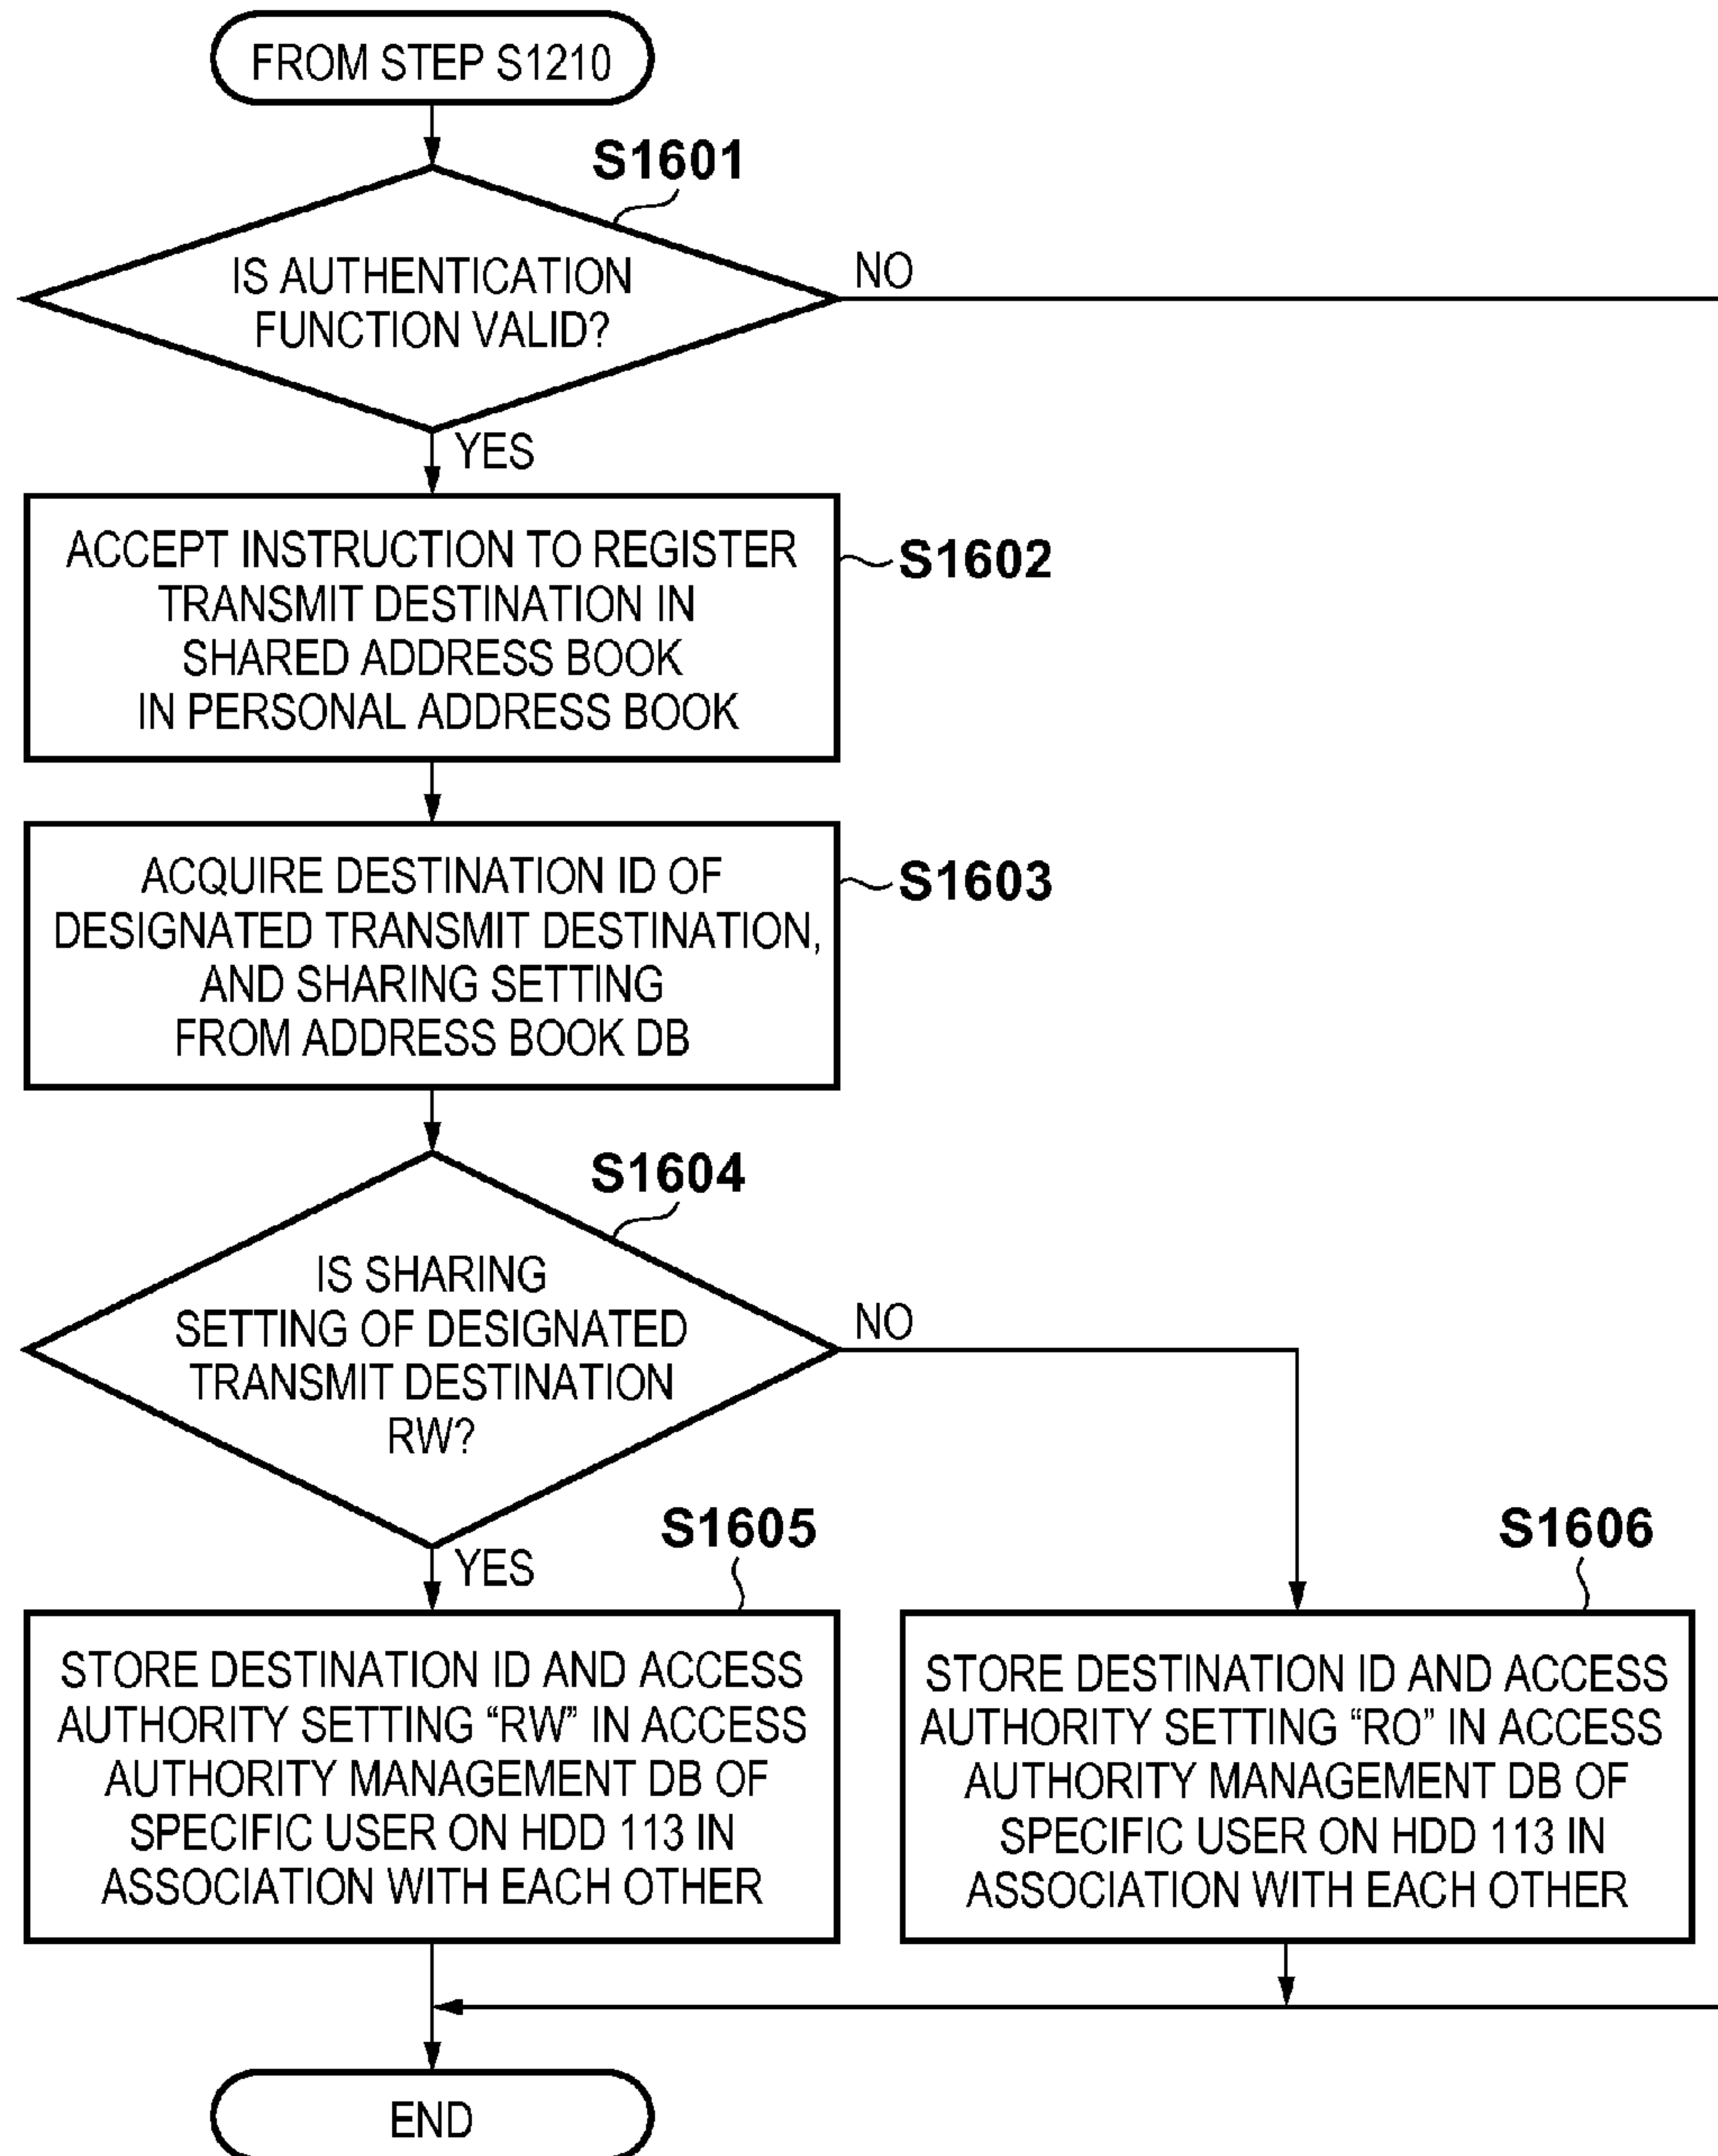 FROM STEP S1210
S1601
IS AUTHENTICATION
FUNCTION VALID?
NO
YES
ACCEPT INSTRUCTION TO REGISTER
TRANSMIT DESTINATION IN
SHARED ADDRESS BOOK
IN PERSONAL ADDRESS BOOK
S1602
ACQUIRE DESTINATION ID OF
DESIGNATED TRANSMIT DESTINATION,
AND SHARING SETTING
FROM ADDRESS BOOK DB
S1603
S1604
IS SHARING
SETTING OF DESIGNATED
TRANSMIT DESTINATION
RW?
NO
YES
S1605
STORE DESTINATION ID AND ACCESS
AUTHORITY SETTING “RW” IN ACCESS
AUTHORITY MANAGEMENT DB OF
SPECIFIC USER ON HDD 113 IN
ASSOCIATION WITH EACH OTHER
S1606
STORE DESTINATION ID AND ACCESS
AUTHORITY SETTING “RO” IN ACCESS
AUTHORITY MANAGEMENT DB OF
SPECIFIC USER ON HDD 113 IN
ASSOCIATION WITH EACH OTHER
END